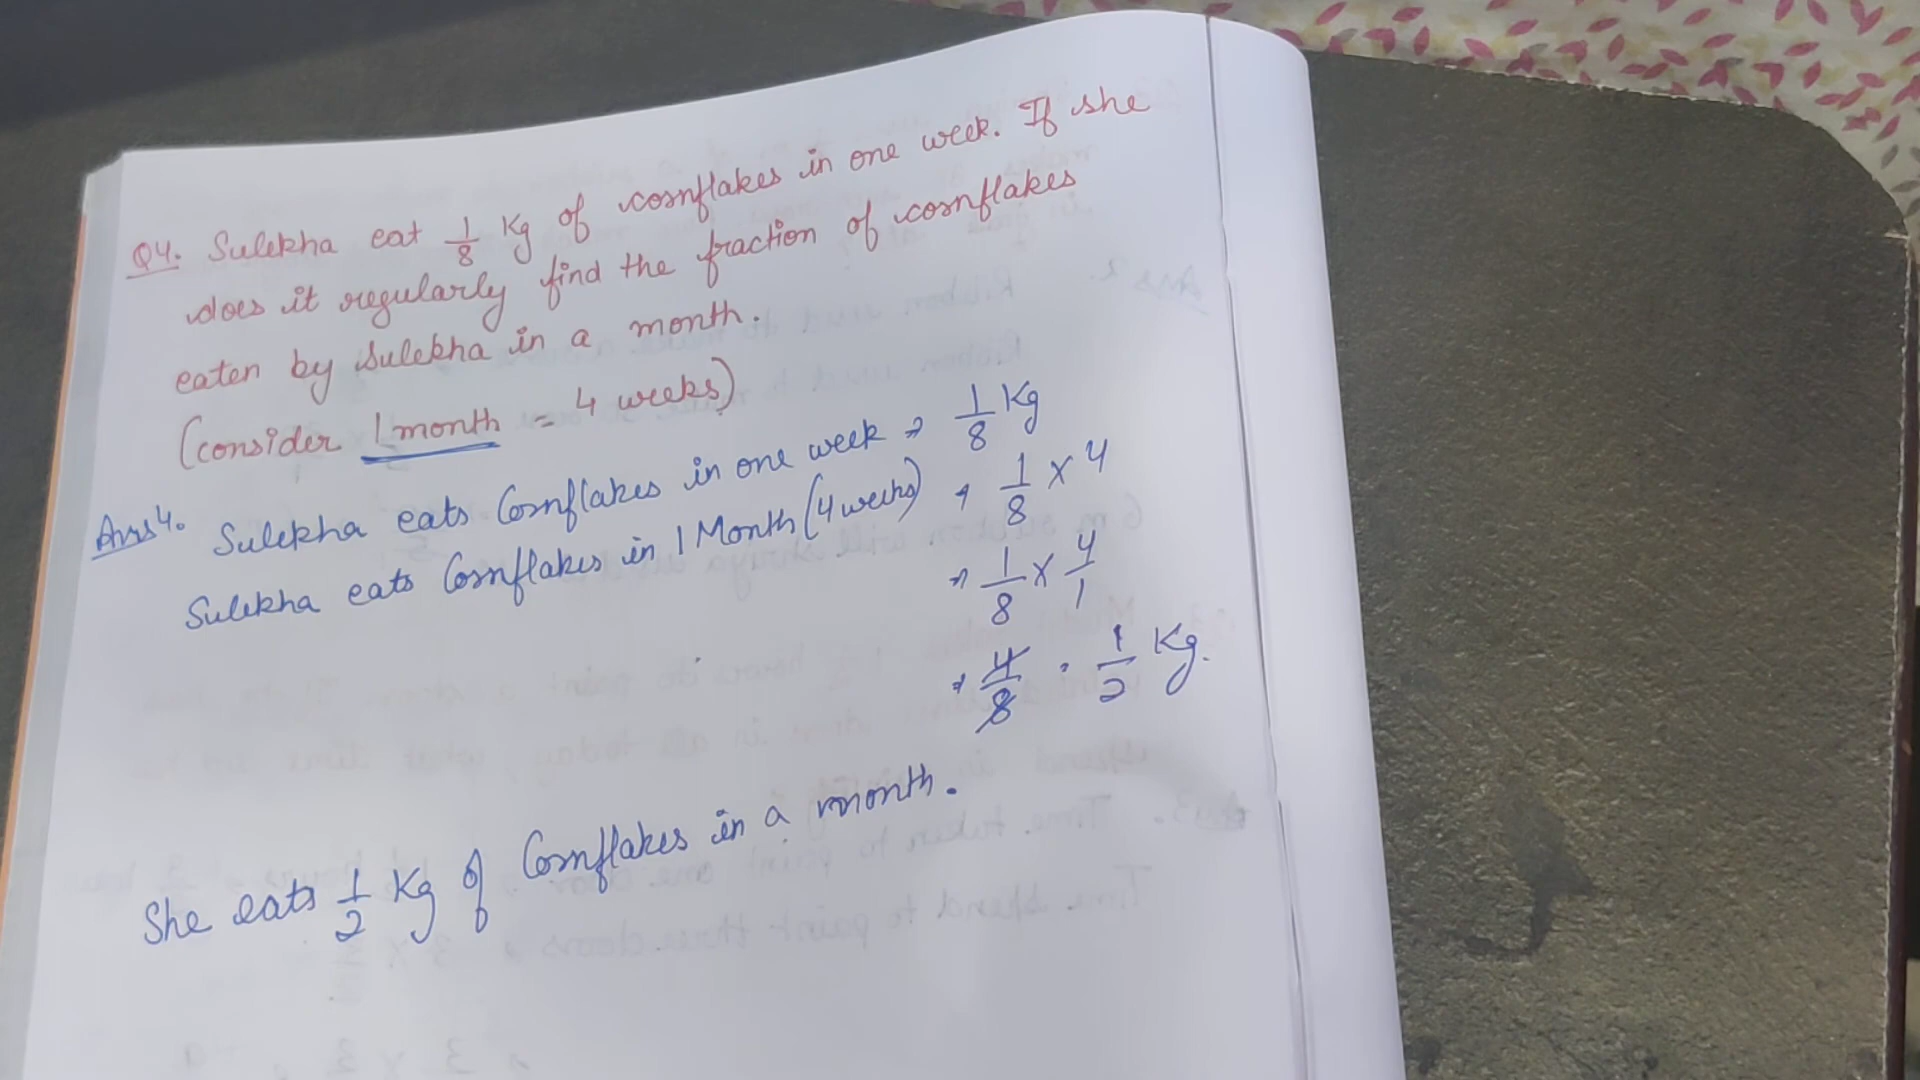 Q4. Sulekha eat 1/8 Kg of cornflakes in one week. If she
does it regularly find the fraction of cornflakes
eaten by Sulekha in a month.
(consider 1 month = 4 weeks)
Ans4. Sulekha eats Cornflakes in one week → 1/8 Kg
Sulekha eats Cornflakes in 1 Month (4 weeks) → 1/8 × 4
→ 1/8 × 4/1
→ 4/8 = 1/2 Kg.
She eats 1/2 Kg of Cornflakes in a month.